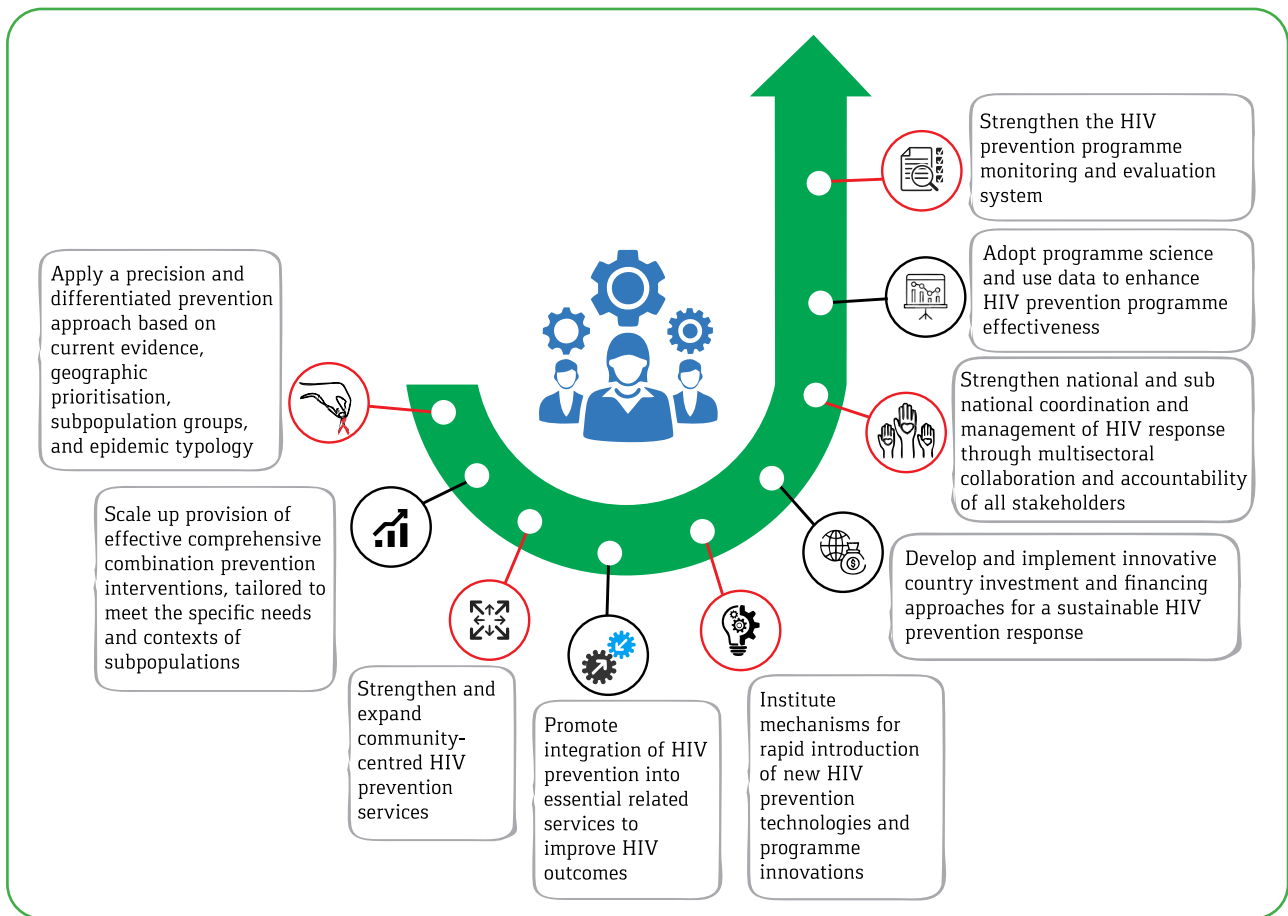 Apply a precision and
differentiated prevention
approach based on
current evidence,
geographic
prioritisation,
subpopulation groups,
and epidemic typology
Scale up provision of
effective comprehensive
combination prevention
interventions, tailored to
meet the specific needs
and contexts of
subpopulations
Strengthen and
expand
community-
centred HIV
prevention
services
Promote
integration of HIV
prevention into
essential related
services to
improve HIV
outcomes
Institute
mechanisms for
rapid introduction
of new HIV
prevention
technologies and
programme
innovations
Develop and implement innovative
country investment and financing
approaches for a sustainable HIV
prevention response
Strengthen national and sub
national coordination and
management of HIV response
through multisectoral
collaboration and accountability
of all stakeholders
Adopt programme science
and use data to enhance
HIV prevention programme
effectiveness
Strengthen the HIV
prevention programme
monitoring and evaluation
system